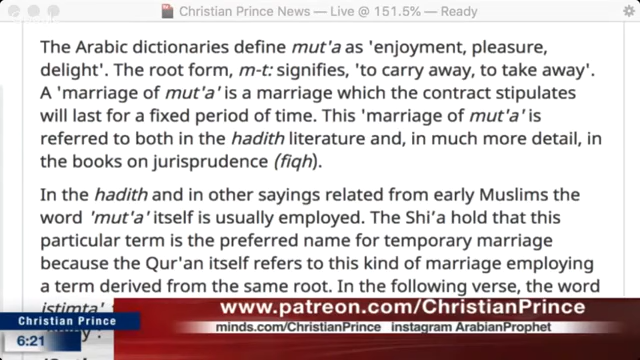 Christian Prince News — Live @ 151.5% — Ready
The Arabic dictionaries define mut'a as 'enjoyment, pleasure,
delight'. The root form, m-t: signifies, 'to carry away, to take away'.
A 'marriage of mut'a' is a marriage which the contract stipulates
will last for a fixed period of time. This 'marriage of mut'a' is
referred to both in the hadith literature and, in much more detail, in
the books on jurisprudence (fiqh).
In the hadith and in other sayings related from early Muslims the
word 'mut'a' itself is usually employed. The Shi’a hold that this
particular term is the preferred name for temporary marriage
because the Qur'an itself refers to this kind of marriage employing
a term derived from the same root. In the following verse, the word
istimta'
www.patreon.com/ChristianPrince
Christian Prince
minds.com/ChristianPrince instagram ArabianProphet
6:21